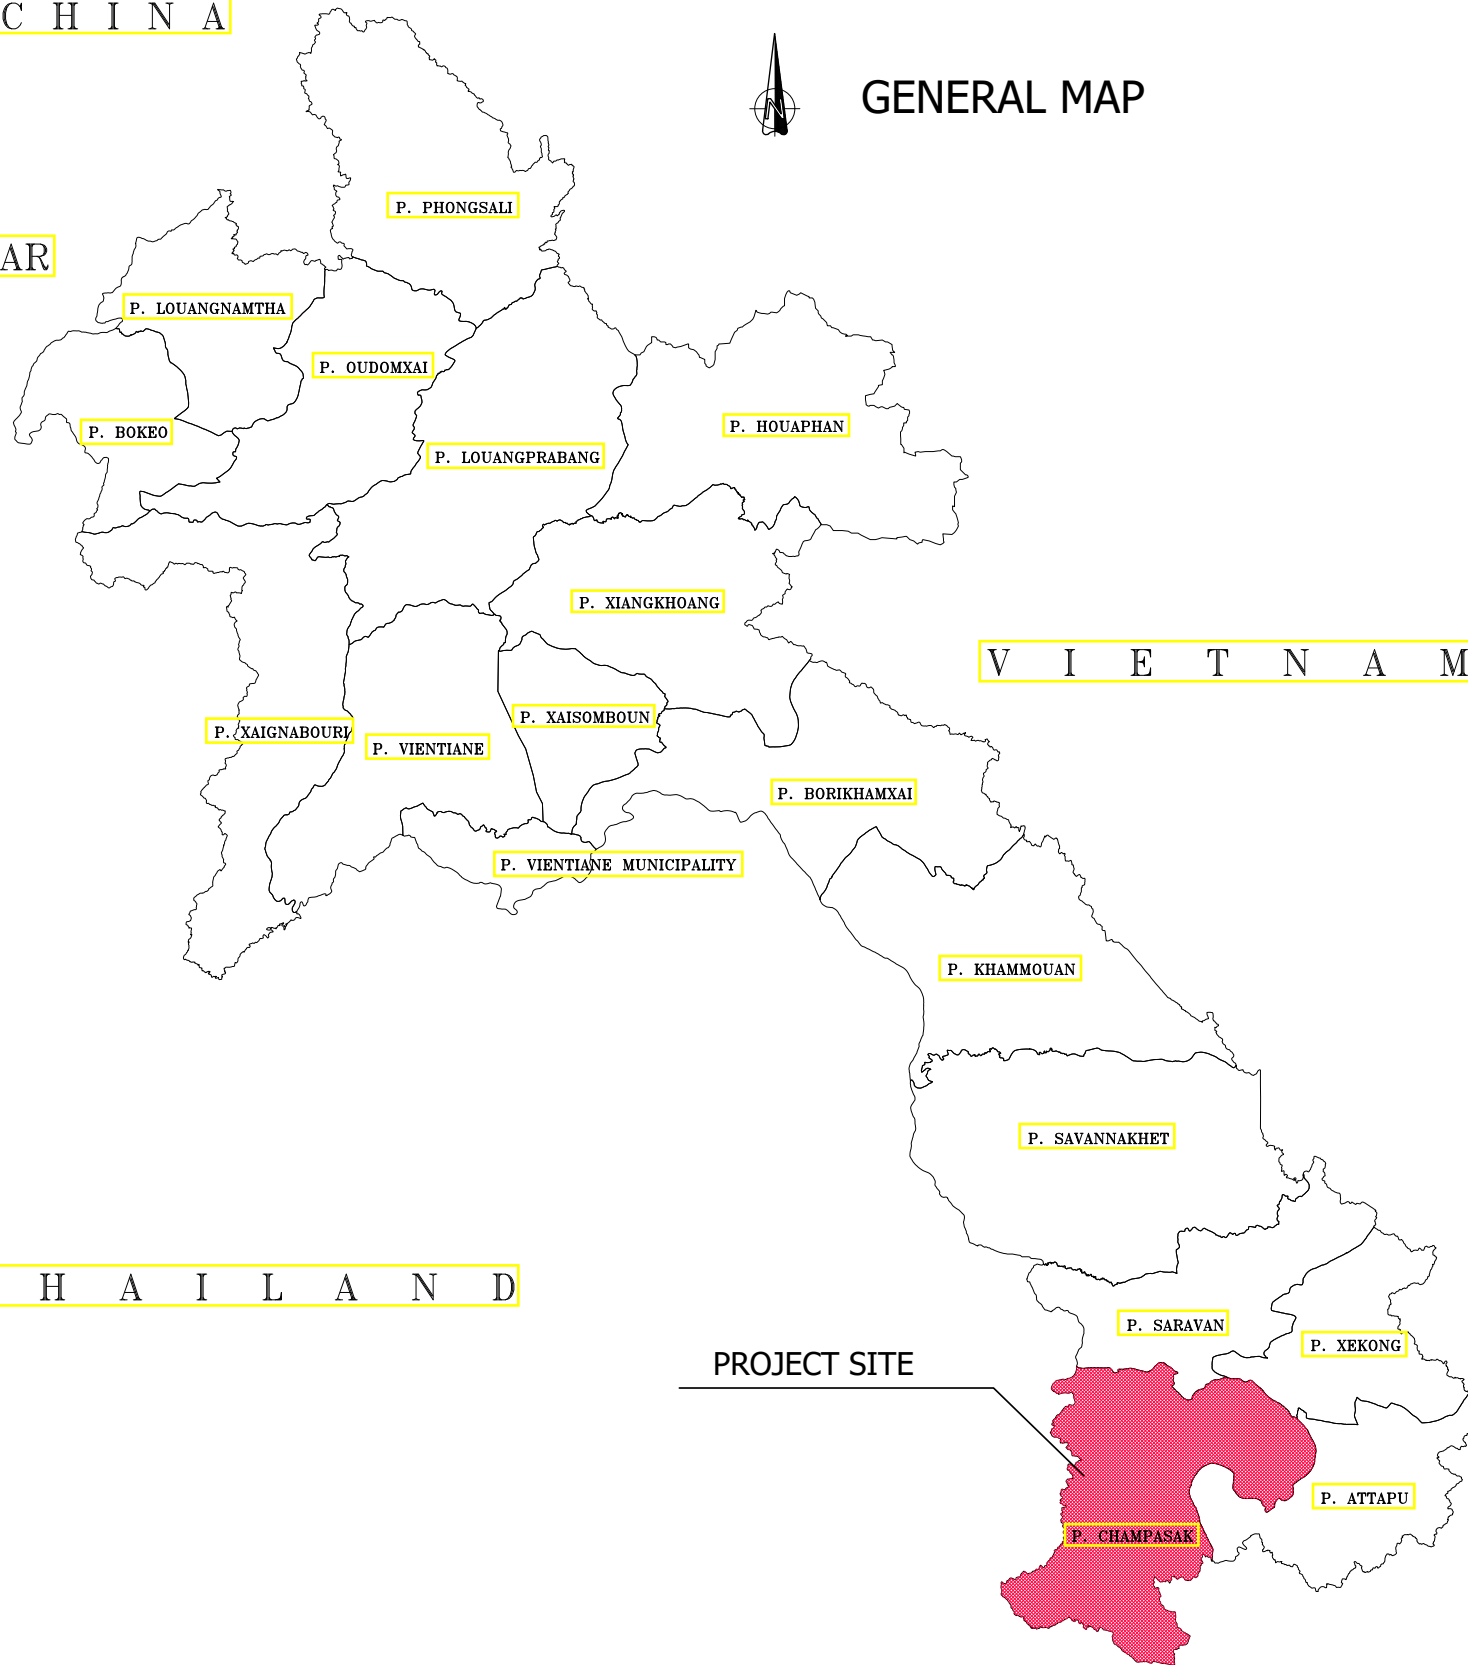 C H I N A
GENERAL MAP
N
P. PHONGSALI
AR
P. LOUANGNAMTHA
P. OUDOMXAI
P. HOUAPHAN
P. BOKEO
P. LOUANGPRABANG
P. XIANGKHOANG
V I E T N A M
P. XAISOMBOUN
P. XAIGNABOURI
P. VIENTIANE
P. BORIKHAMXAI
P. VIENTIANE MUNICIPALITY
P. KHAMMOUAN
P. SAVANNAKHET
H A I L A N D
P. SARAVAN
P. XEKONG
PROJECT SITE
P. ATTAPU
P. CHAMPASAK